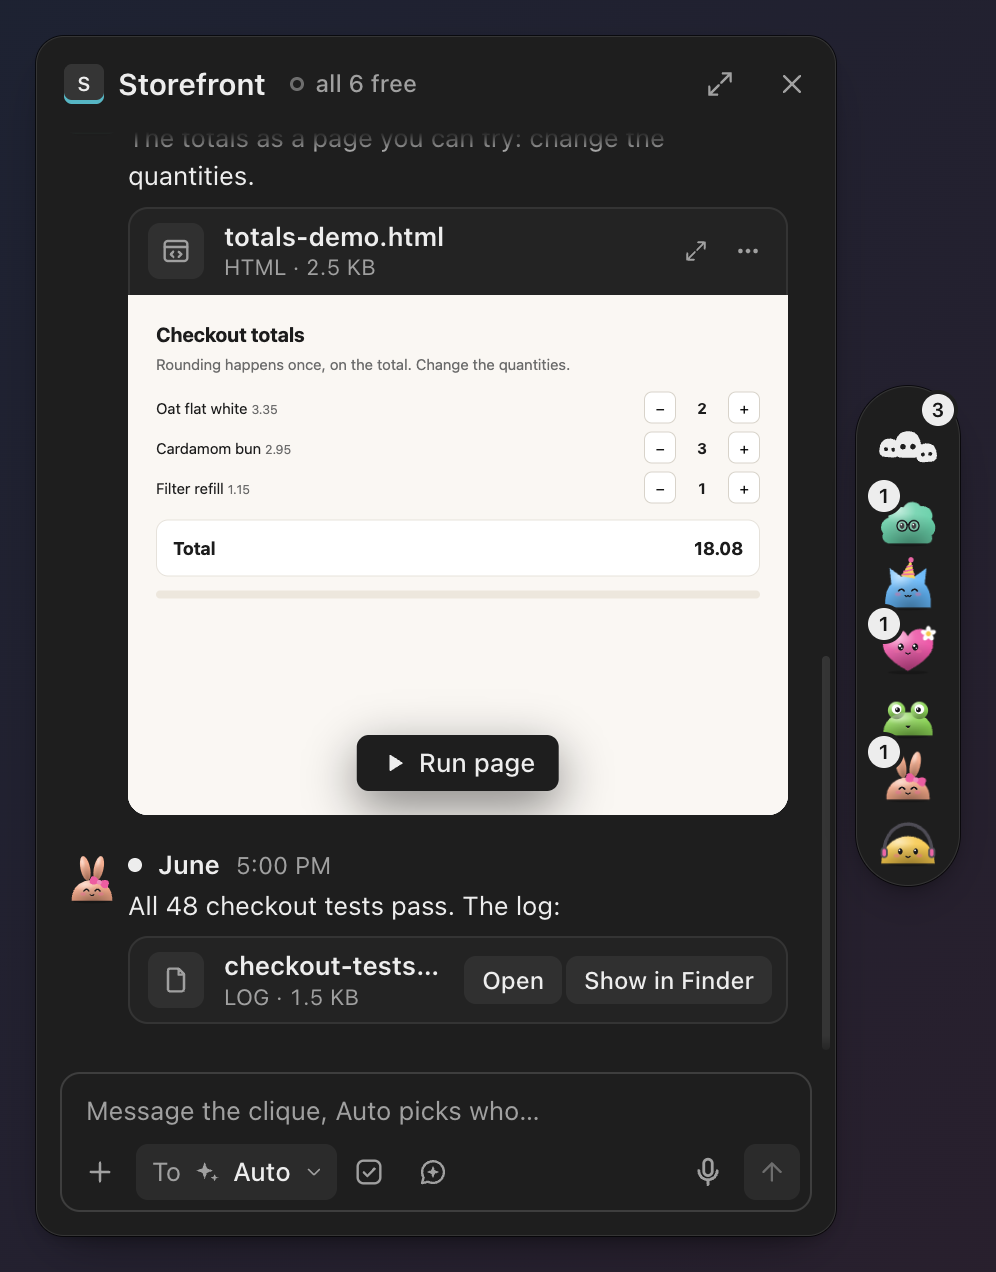 S Storefront all 6 free
The totals as a page you can try: change the
quantities.
totals-demo.html
HTML · 2.5 KB
Checkout totals
Rounding happens once, on the total. Change the quantities.
Oat flat white 3.35 − 2 +
Cardamom bun 2.95 − 3 +
Filter refill 1.15 − 1 +
Total 18.08
Run page
June 5:00 PM
All 48 checkout tests pass. The log:
checkout-tests...
LOG · 1.5 KB
Open
Show in Finder
Message the clique, Auto picks who...
To Auto
3
1
1
1